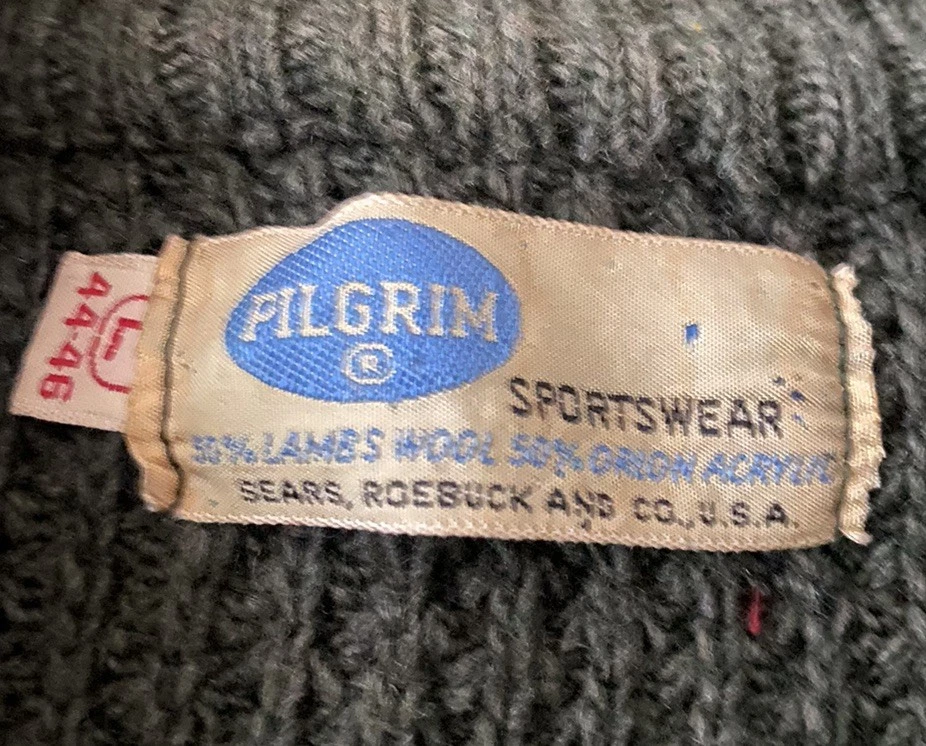 L
44-46
PILGRIM
®
SPORTSWEAR
50% LAMBS WOOL 50% ORLON ACRYLIC
SEARS, ROEBUCK AND CO., U.S.A.